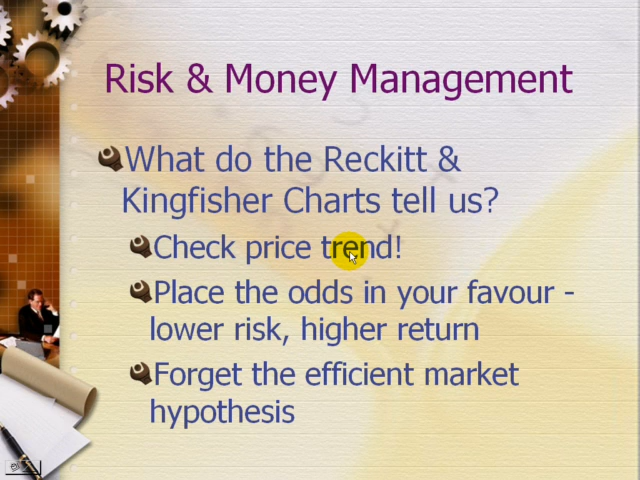 Risk & Money Management
What do the Reckitt &
Kingfisher Charts tell us?
Check price trend!
Place the odds in your favour -
lower risk, higher return
Forget the efficient market
hypothesis